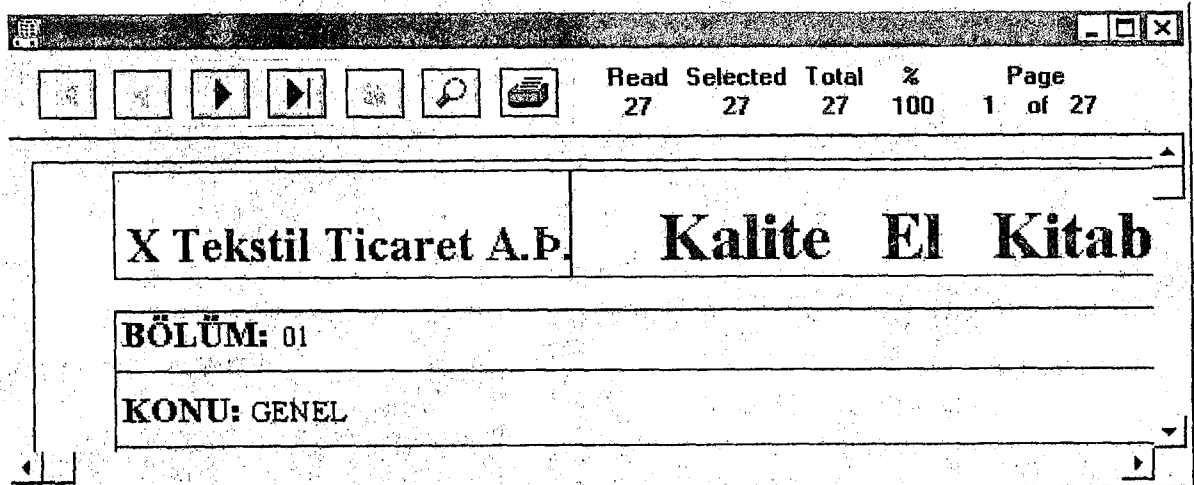 Read Selected Total % Page
27 27 27 100 1 of 27
X Tekstil Ticaret A.Þ. Kalite El Kitab
BÖLÜM: 01
KONU: GENEL